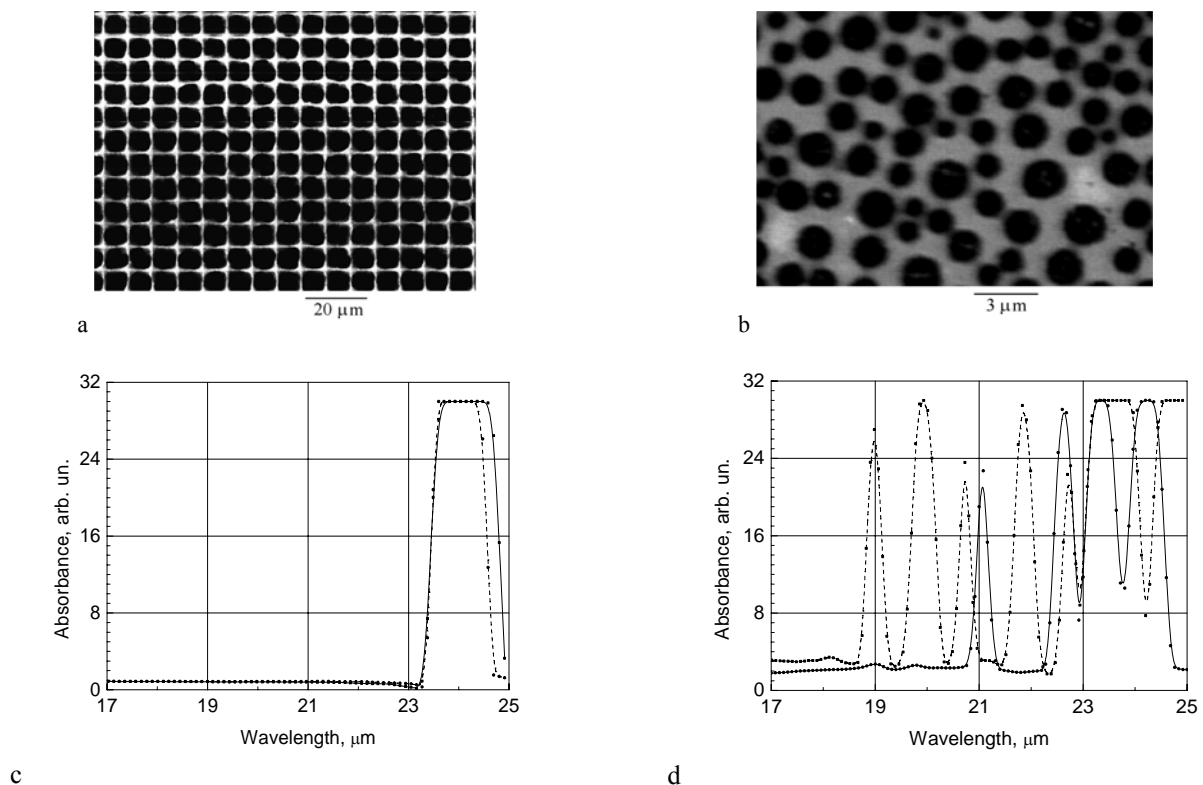 20 μm
3 μm
a
b
32
24
16
8
0
17
19
21
23
25
Absorbance, arb. un.
Wavelength, μm
32
24
16
8
0
17
19
21
23
25
Absorbance, arb. un.
Wavelength, μm
c
d